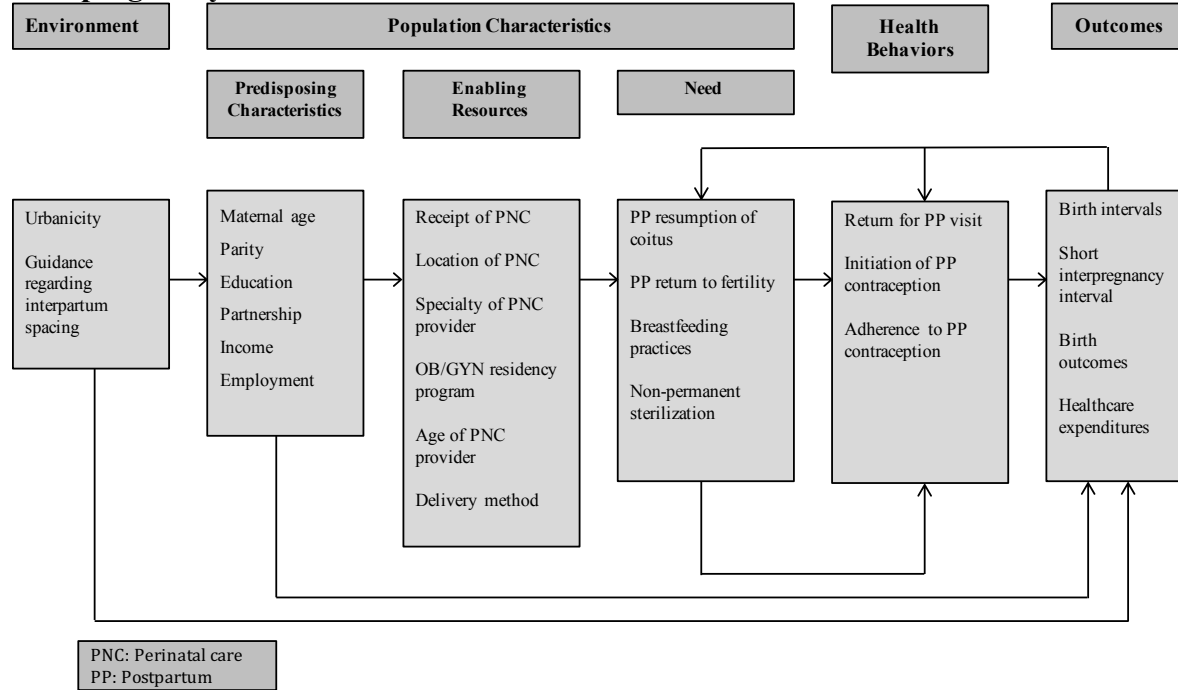 Environment
Population Characteristics
Health
Behaviors
Outcomes
Predisposing
Characteristics
Enabling
Resources
Need
Urbanicity
Guidance
regarding
interpartum
spacing
Maternal age
Parity
Education
Partnership
Income
Employment
Receipt of PNC
Location of PNC
Specialty of PNC
provider
OB/GYN residency
program
Age of PNC
provider
Delivery method
PP resumption of
coitus
PP return to fertility
Breastfeeding
practices
Non-permanent
sterilization
Return for PP visit
Initiation of PP
contraception
Adherence to PP
contraception
Birth intervals
Short
interpregnancy
interval
Birth
outcomes
Healthcare
expenditures
PNC: Perinatal care
PP: Postpartum